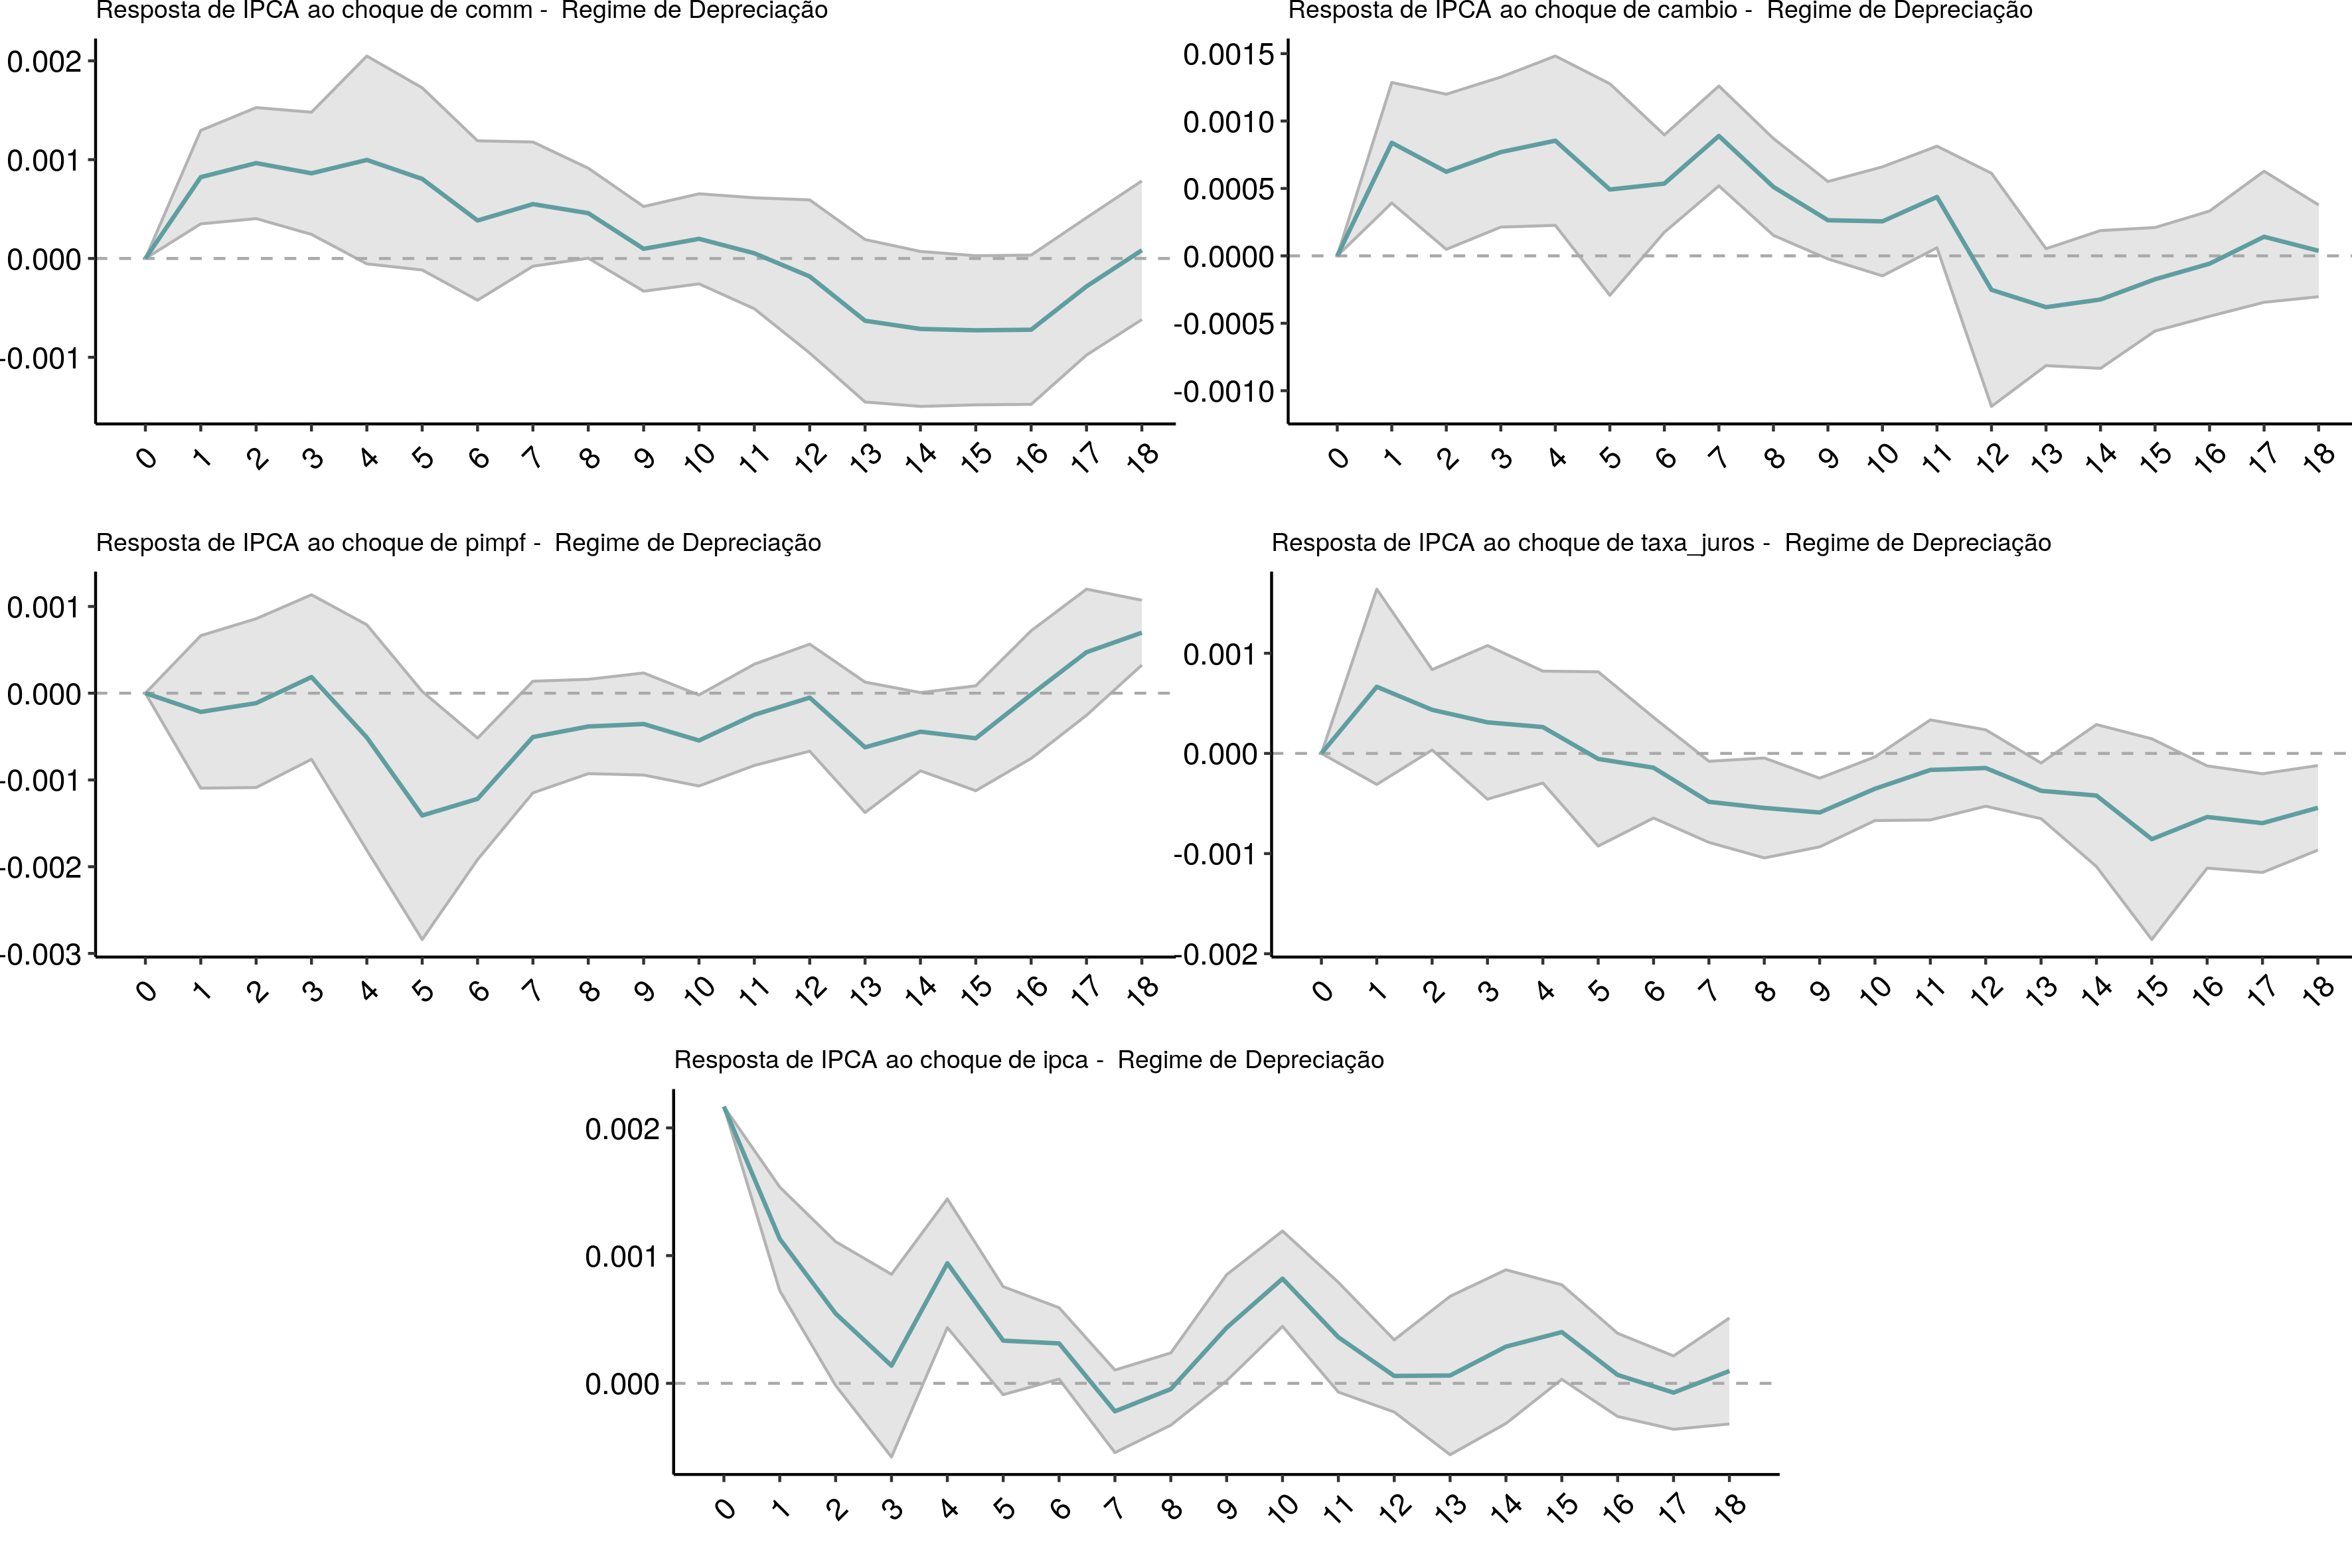 Resposta de IPCA ao choque de comm -  Regime de Depreciação
0.002
0.001
0.000
-0.001
0 1 2 3 4 5 6 7 8 9 10 11 12 13 14 15 16 17 18
Resposta de IPCA ao choque de cambio -  Regime de Depreciação
0.0015
0.0010
0.0005
0.0000
-0.0005
-0.0010
0 1 2 3 4 5 6 7 8 9 10 11 12 13 14 15 16 17 18
Resposta de IPCA ao choque de pimpf -  Regime de Depreciação
0.001
0.000
-0.001
-0.002
-0.003
0 1 2 3 4 5 6 7 8 9 10 11 12 13 14 15 16 17 18
Resposta de IPCA ao choque de taxa_juros -  Regime de Depreciação
0.001
0.000
-0.001
-0.002
0 1 2 3 4 5 6 7 8 9 10 11 12 13 14 15 16 17 18
Resposta de IPCA ao choque de ipca -  Regime de Depreciação
0.002
0.001
0.000
0 1 2 3 4 5 6 7 8 9 10 11 12 13 14 15 16 17 18